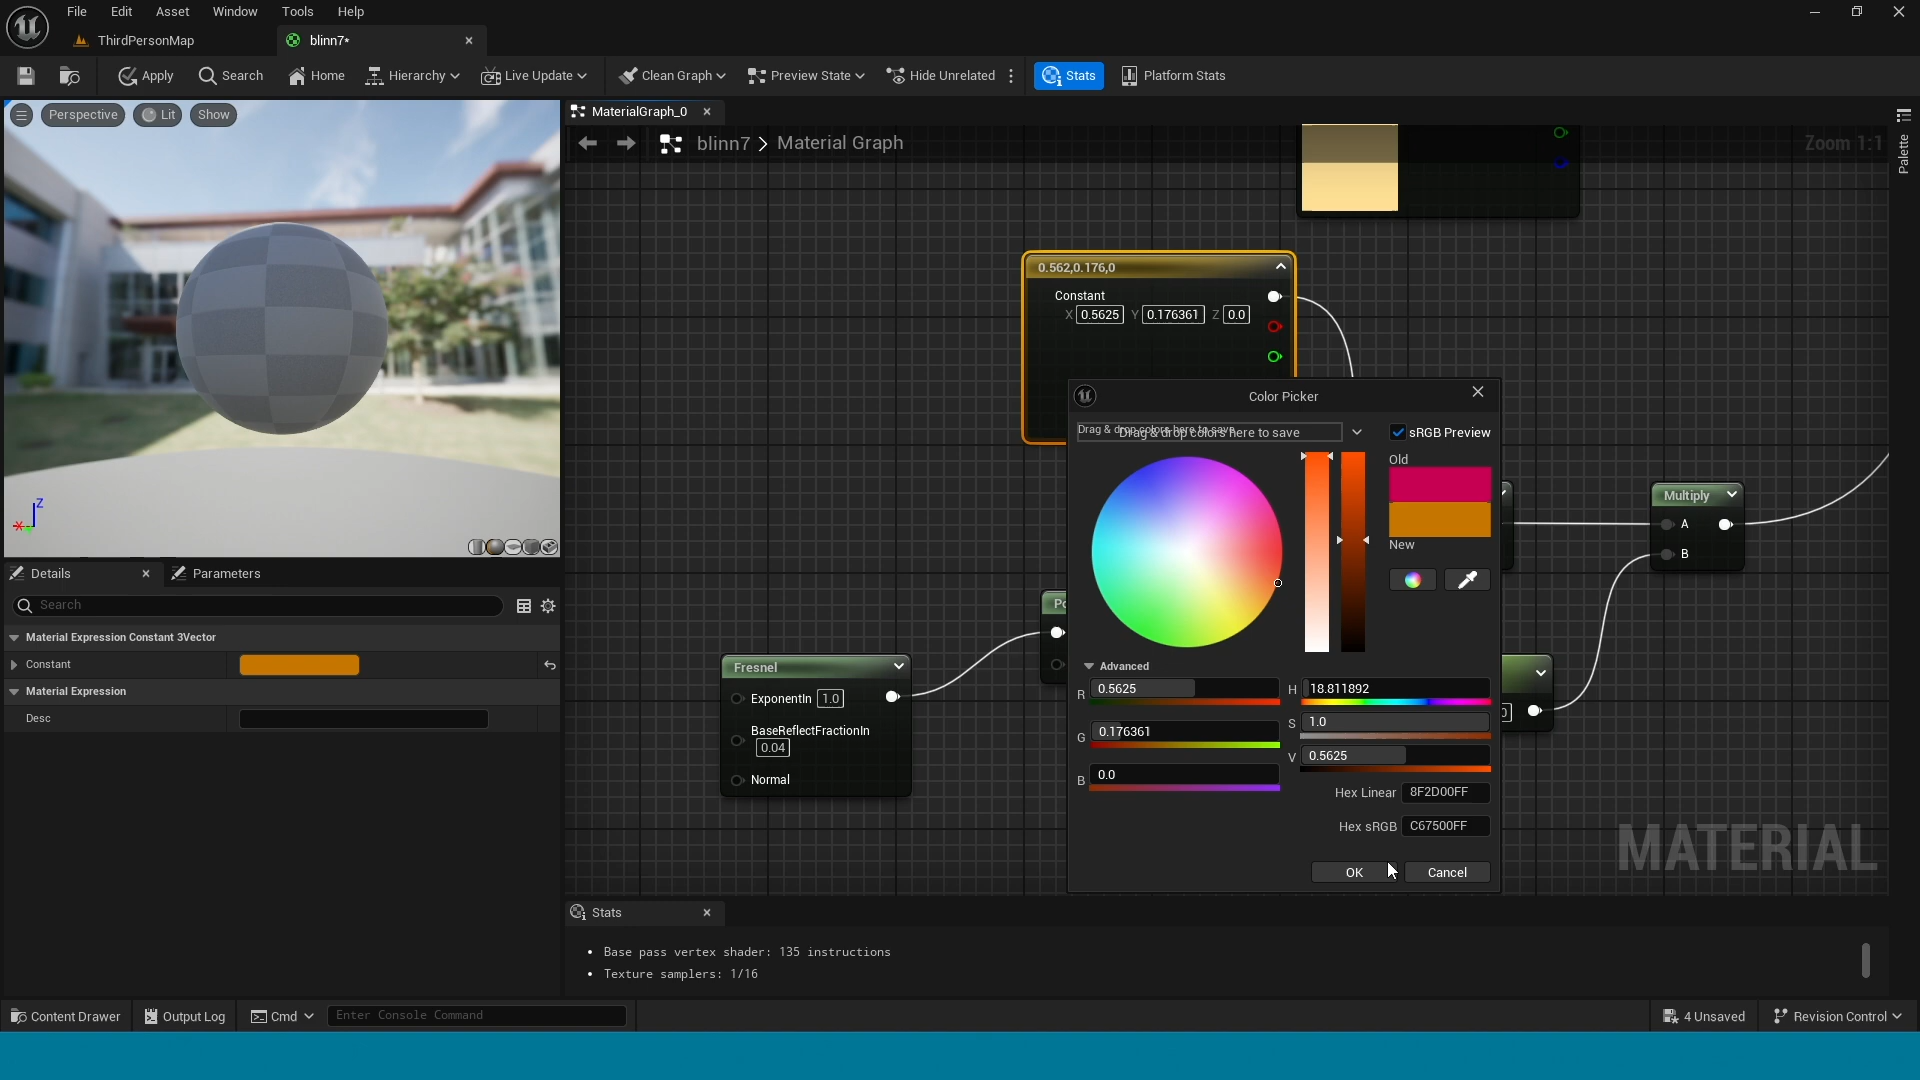 File Edit Asset Window Tools Help
ThirdPersonMap
blinn7*
Apply Search Home Hierarchy Live Update Clean Graph Preview State Hide Unrelated Stats Platform Stats
Perspective Lit Show
MaterialGraph_0
blinn7 > Material Graph
Zoom 1:1
Palette
0.562,0.176,0
Constant
X 0.5625 Y 0.176361 Z 0.0
Color Picker
Drag & drop colors here to save
Drag & drop colors here to save
sRGB Preview
Old
New
Advanced
R 0.5625
G 0.176361
B 0.0
H 18.811892
S 1.0
V 0.5625
Hex Linear 8F2D00FF
Hex sRGB C67500FF
OK Cancel
Multiply
A
B
Fresnel
ExponentIn 1.0
BaseReflectFractionIn
0.04
Normal
Z
X
Details Parameters
Search
Material Expression Constant 3Vector
Constant
Material Expression
Desc
MATERIAL
Stats
• Base pass vertex shader: 135 instructions
• Texture samplers: 1/16
Content Drawer Output Log Cmd Enter Console Command 4 Unsaved Revision Control